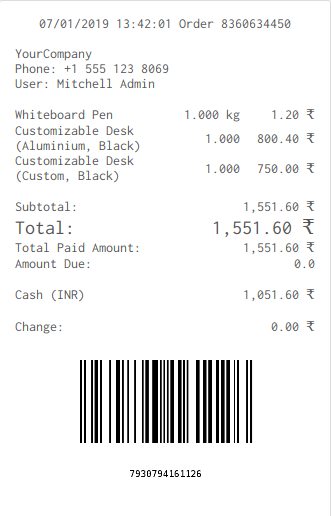 07/01/2019 13:42:01 Order 8360634450
YourCompany
Phone: +1 555 123 8069
User: Mitchell Admin
Whiteboard Pen 1.000 kg 1.20 ₹
Customizable Desk
(Aluminium, Black) 1.000 800.40 ₹
Customizable Desk
(Custom, Black) 1.000 750.00 ₹
Subtotal: 1,551.60 ₹
Total: 1,551.60 ₹
Total Paid Amount: 1,551.60 ₹
Amount Due: 0.0
Cash (INR) 1,051.60 ₹
Change: 0.00 ₹
7930794161126